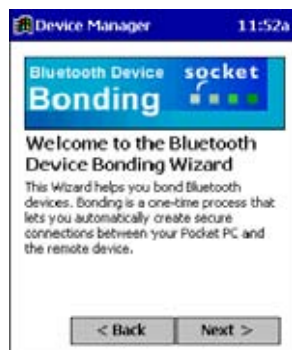 Device Manager 11:52a
Bluetooth Device socket
Bonding
Welcome to the Bluetooth
Device Bonding Wizard
This Wizard helps you bond Bluetooth
devices. Bonding is a one-time process that
lets you automatically create secure
connections between your Pocket PC and
the remote device.
< Back Next >